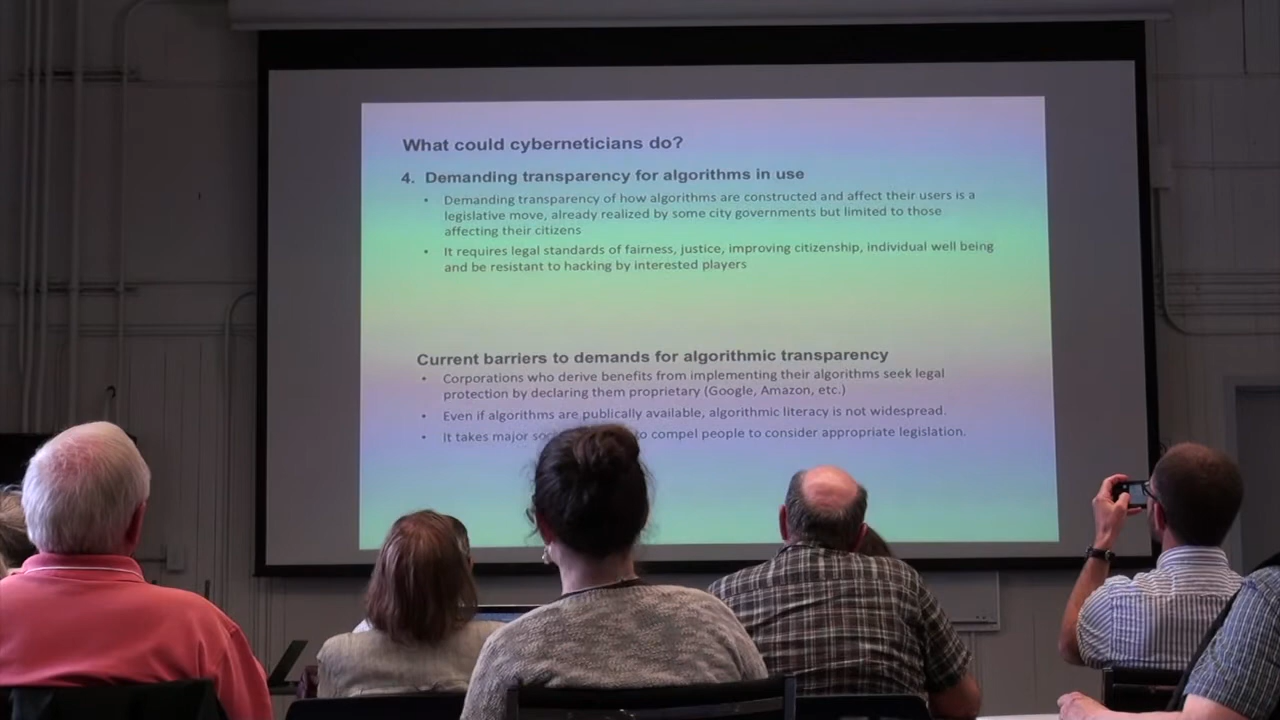 What could cyberneticians do?
4. Demanding transparency for algorithms in use
• Demanding transparency of how algorithms are constructed and affect their users is a
legislative move, already realized by some city governments but limited to those
affecting their citizens
• It requires legal standards of fairness, justice, improving citizenship, individual well being
and be resistant to hacking by interested players
Current barriers to demands for algorithmic transparency
• Corporations who derive benefits from implementing their algorithms seek legal
protection by declaring them proprietary (Google, Amazon, etc.)
• Even if algorithms are publically available, algorithmic literacy is not widespread.
• It takes major to compel people to consider appropriate legislation.